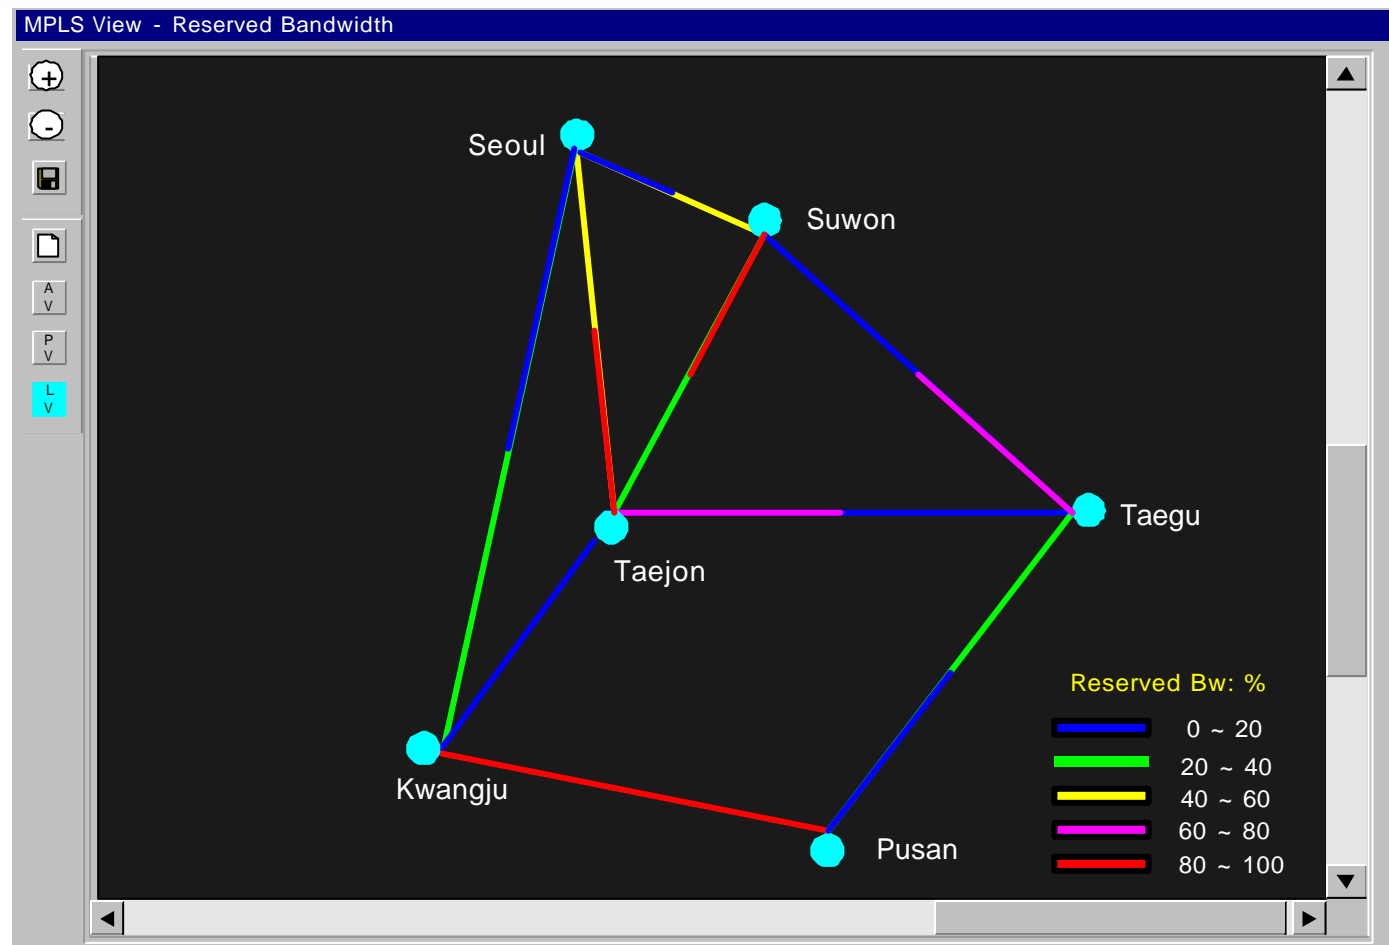 MPLS View - Reserved Bandwidth
+
-
A
V
P
V
L
V
Seoul
Suwon
Taegu
Taejon
Kwangju
Pusan
Reserved Bw: %
0 ~ 20
20 ~ 40
40 ~ 60
60 ~ 80
80 ~ 100